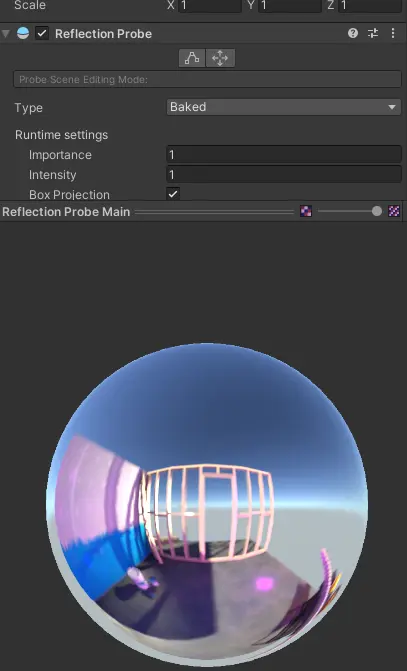 Scale X 1 Y 1 Z 1
Reflection Probe
Probe Scene Editing Mode:
Type Baked
Runtime settings
Importance 1
Intensity 1
Box Projection
Reflection Probe Main